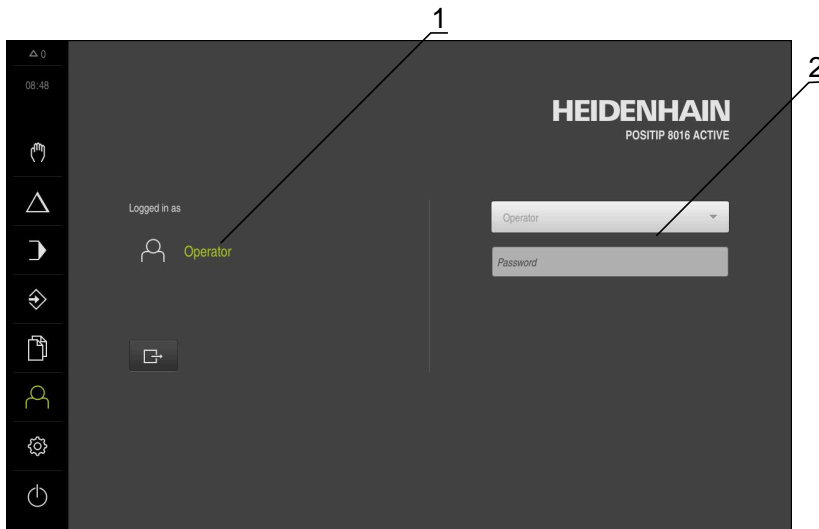 1
2
△ 0
08:48
HEIDENHAIN
POSITIP 8016 ACTIVE
Logged in as
Operator
Operator
Password